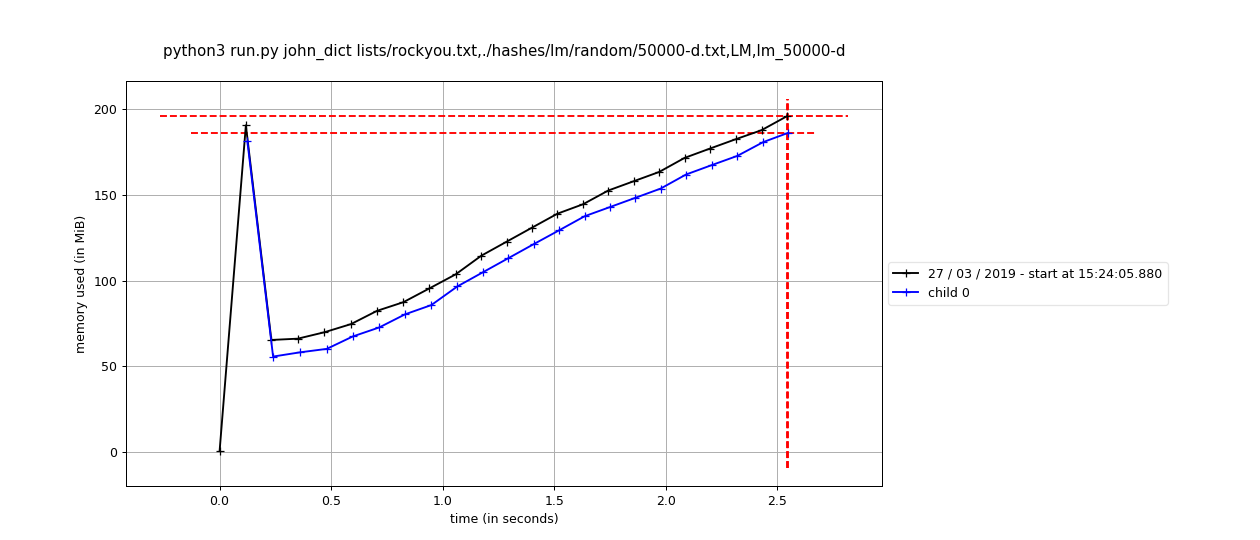 python3 run.py john_dict lists/rockyou.txt,./hashes/lm/random/50000-d.txt,LM,lm_50000-d
200
150
100
50
0
memory used (in MiB)
0.0 0.5 1.0 1.5 2.0 2.5
time (in seconds)
27 / 03 / 2019 - start at 15:24:05.880
child 0